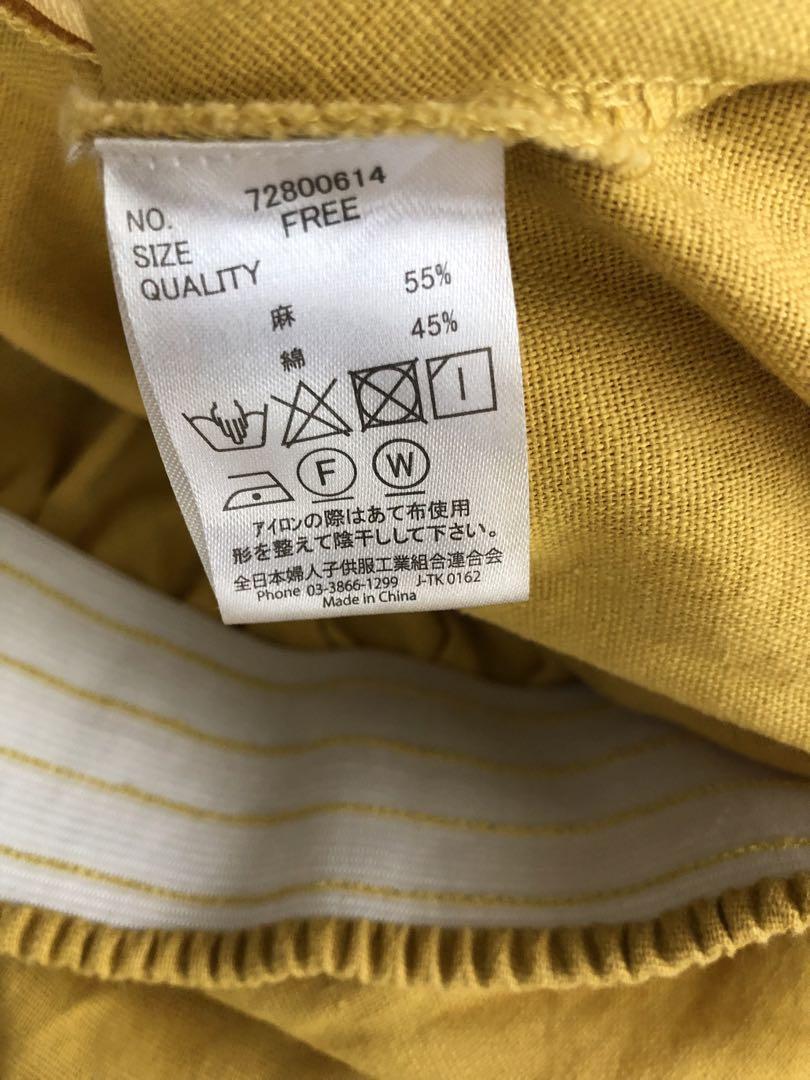 NO. 72800614
SIZE FREE
QUALITY
麻 55%
綿 45%
F W
アイロンの際はあて布使用
形を整えて陰干しして下さい。
全日本婦人子供服工業組合連合会
Phone 03-3866-1299 J-TK 0162
Made in China